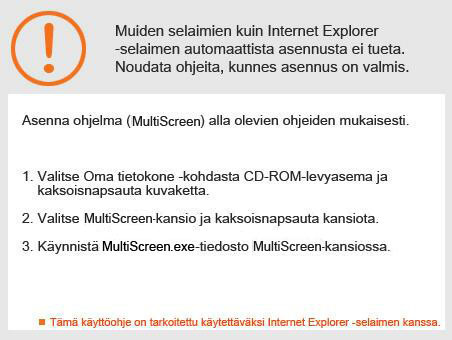 Muiden selaimien kuin Internet Explorer
-selaimen automaattista asennusta ei tueta.
Noudata ohjeita, kunnes asennus on valmis.
Asenna ohjelma (MultiScreen) alla olevien ohjeiden mukaisesti.
1. Valitse Oma tietokone -kohdasta CD-ROM-levyasema ja
kaksoisnapsauta kuvaketta.
2. Valitse MultiScreen-kansio ja kaksoisnapsauta kansiota.
3. Käynnistä MultiScreen.exe-tiedosto MultiScreen-kansiossa.
Tämä käyttöohje on tarkoitettu käytettäväksi Internet Explorer -selaimen kanssa.